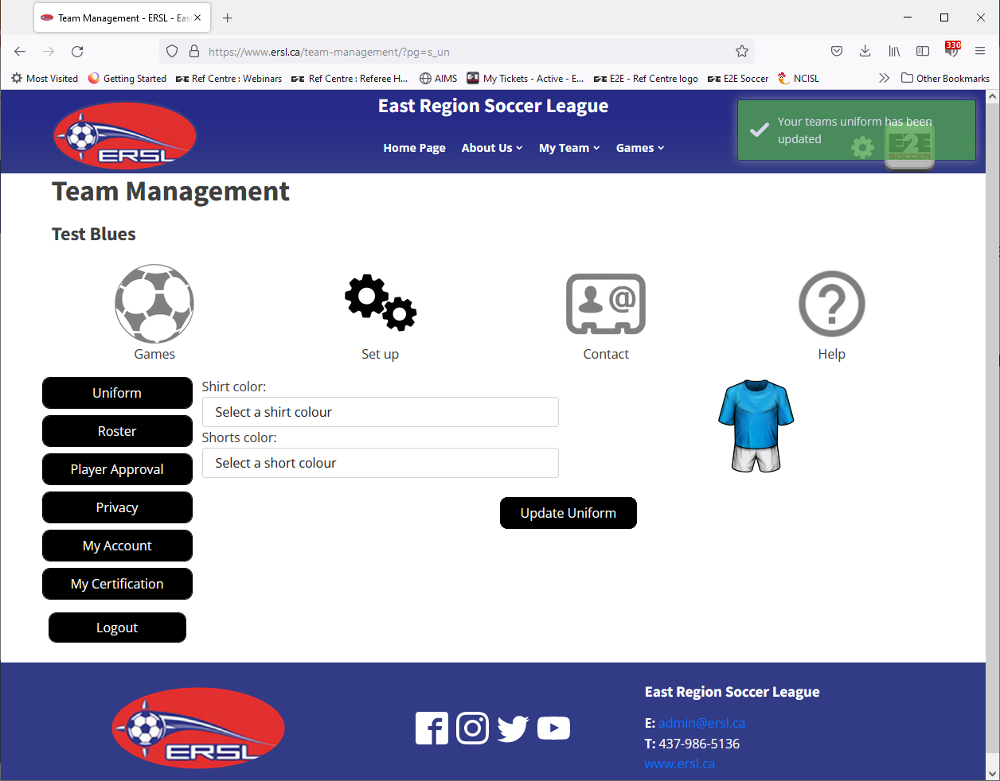 Team Management - ERSL - Eas
https://www.ersl.ca/team-management/?pg=s_un
330
Most Visited
Getting Started
Ref Centre : Webinars
Ref Centre : Referee H...
AIMS
My Tickets - Active - E...
E2E - Ref Centre logo
E2E Soccer
NCISL
Other Bookmarks
ERSL
East Region Soccer League
Home Page
About Us
My Team
Games
Your teams uniform has been
updated
E2E
SOCCER
Team Management
Test Blues
Games
Set up
Contact
Help
Uniform
Roster
Player Approval
Privacy
My Account
My Certification
Logout
Shirt color:
Select a shirt colour
Shorts color:
Select a short colour
Update Uniform
ERSL
East Region Soccer League
E: admin@ersl.ca
T: 437-986-5136
www.ersl.ca